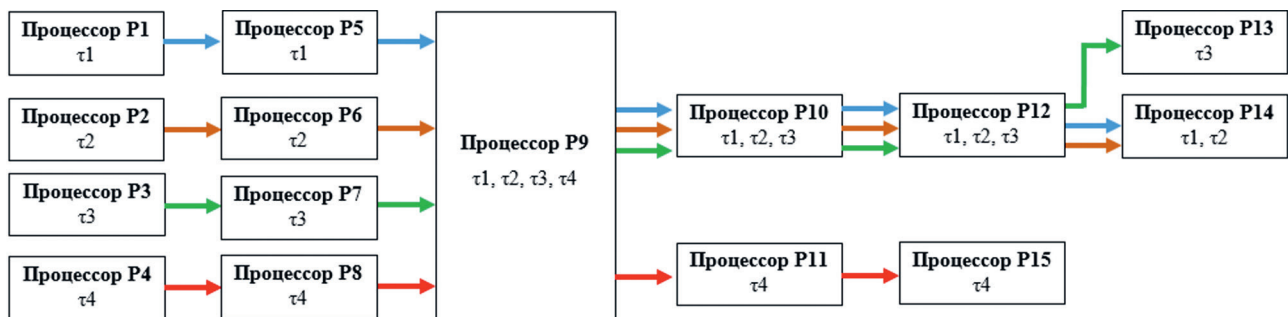 Процессор P1
τ1
Процессор P5
τ1
Процессор P2
τ2
Процессор P6
τ2
Процессор P3
τ3
Процессор P7
τ3
Процессор P4
τ4
Процессор P8
τ4
Процессор P9
τ1, τ2, τ3, τ4
Процессор P10
τ1, τ2, τ3
Процессор P12
τ1, τ2, τ3
Процессор P13
τ3
Процессор P14
τ1, τ2
Процессор P11
τ4
Процессор P15
τ4